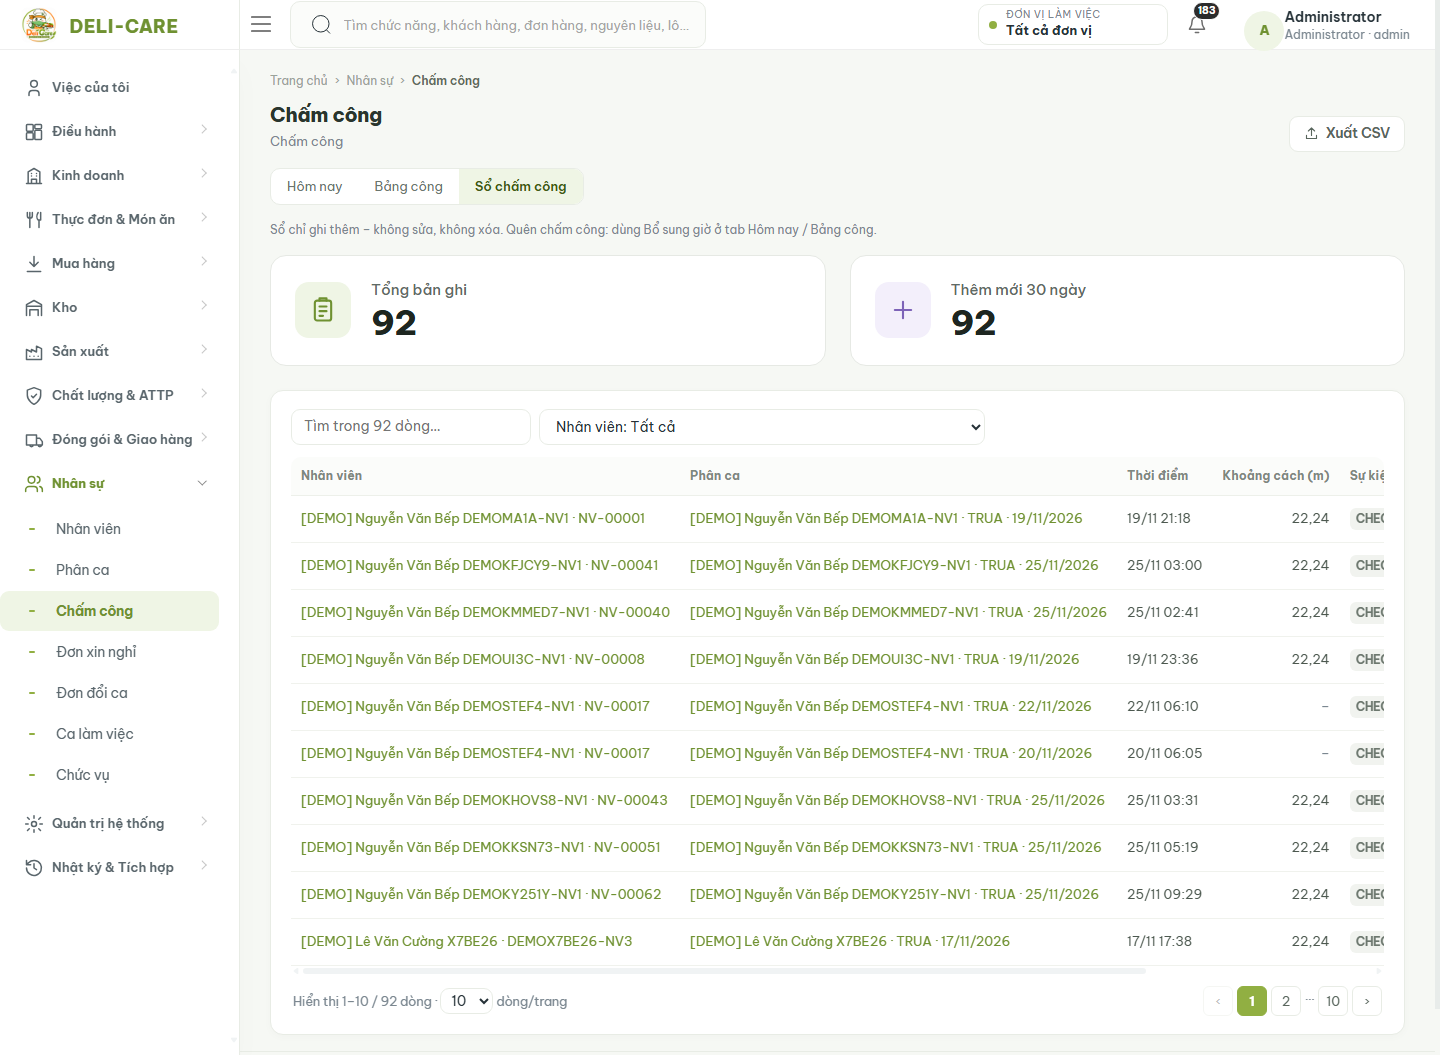 DELI-CARE
Tìm chức năng, khách hàng, đơn hàng, nguyên liệu, lô...
ĐƠN VỊ LÀM VIỆC
Tất cả đơn vị
183
A
Administrator
Administrator · admin
Việc của tôi
Điều hành
Kinh doanh
Thực đơn & Món ăn
Mua hàng
Kho
Sản xuất
Chất lượng & ATTP
Đóng gói & Giao hàng
Nhân sự
- Nhân viên
- Phân ca
- Chấm công
- Đơn xin nghỉ
- Đơn đổi ca
- Ca làm việc
- Chức vụ
Quản trị hệ thống
Nhật ký & Tích hợp
Trang chủ › Nhân sự › Chấm công
Chấm công
Chấm công
Xuất CSV
Hôm nay Bảng công Sổ chấm công
Sổ chỉ ghi thêm – không sửa, không xóa. Quên chấm công: dùng Bổ sung giờ ở tab Hôm nay / Bảng công.
Tổng bản ghi
92
Thêm mới 30 ngày
92
Tìm trong 92 dòng...
Nhân viên: Tất cả
Nhân viên Phân ca Thời điểm Khoảng cách (m) Sự kiệ
[DEMO] Nguyễn Văn Bếp DEMOMA1A-NV1 · NV-00001 [DEMO] Nguyễn Văn Bếp DEMOMA1A-NV1 · TRUA · 19/11/2026 19/11 21:18 22,24 CHEC
[DEMO] Nguyễn Văn Bếp DEMOKFJCY9-NV1 · NV-00041 [DEMO] Nguyễn Văn Bếp DEMOKFJCY9-NV1 · TRUA · 25/11/2026 25/11 03:00 22,24 CHEC
[DEMO] Nguyễn Văn Bếp DEMOKMMED7-NV1 · NV-00040 [DEMO] Nguyễn Văn Bếp DEMOKMMED7-NV1 · TRUA · 25/11/2026 25/11 02:41 22,24 CHEC
[DEMO] Nguyễn Văn Bếp DEMOUI3C-NV1 · NV-00008 [DEMO] Nguyễn Văn Bếp DEMOUI3C-NV1 · TRUA · 19/11/2026 19/11 23:36 22,24 CHEC
[DEMO] Nguyễn Văn Bếp DEMOSTEF4-NV1 · NV-00017 [DEMO] Nguyễn Văn Bếp DEMOSTEF4-NV1 · TRUA · 22/11/2026 22/11 06:10 – CHEC
[DEMO] Nguyễn Văn Bếp DEMOSTEF4-NV1 · NV-00017 [DEMO] Nguyễn Văn Bếp DEMOSTEF4-NV1 · TRUA · 20/11/2026 20/11 06:05 – CHEC
[DEMO] Nguyễn Văn Bếp DEMOKHOVS8-NV1 · NV-00043 [DEMO] Nguyễn Văn Bếp DEMOKHOVS8-NV1 · TRUA · 25/11/2026 25/11 03:31 22,24 CHEC
[DEMO] Nguyễn Văn Bếp DEMOKKSN73-NV1 · NV-00051 [DEMO] Nguyễn Văn Bếp DEMOKKSN73-NV1 · TRUA · 25/11/2026 25/11 05:19 22,24 CHEC
[DEMO] Nguyễn Văn Bếp DEMOKY251Y-NV1 · NV-00062 [DEMO] Nguyễn Văn Bếp DEMOKY251Y-NV1 · TRUA · 25/11/2026 25/11 09:29 22,24 CHEC
[DEMO] Lê Văn Cường X7BE26 · DEMOX7BE26-NV3 [DEMO] Lê Văn Cường X7BE26 · TRUA · 17/11/2026 17/11 17:38 22,24 CHEC
Hiển thị 1–10 / 92 dòng · 10 dòng/trang
‹ 1 2 ... 10 ›